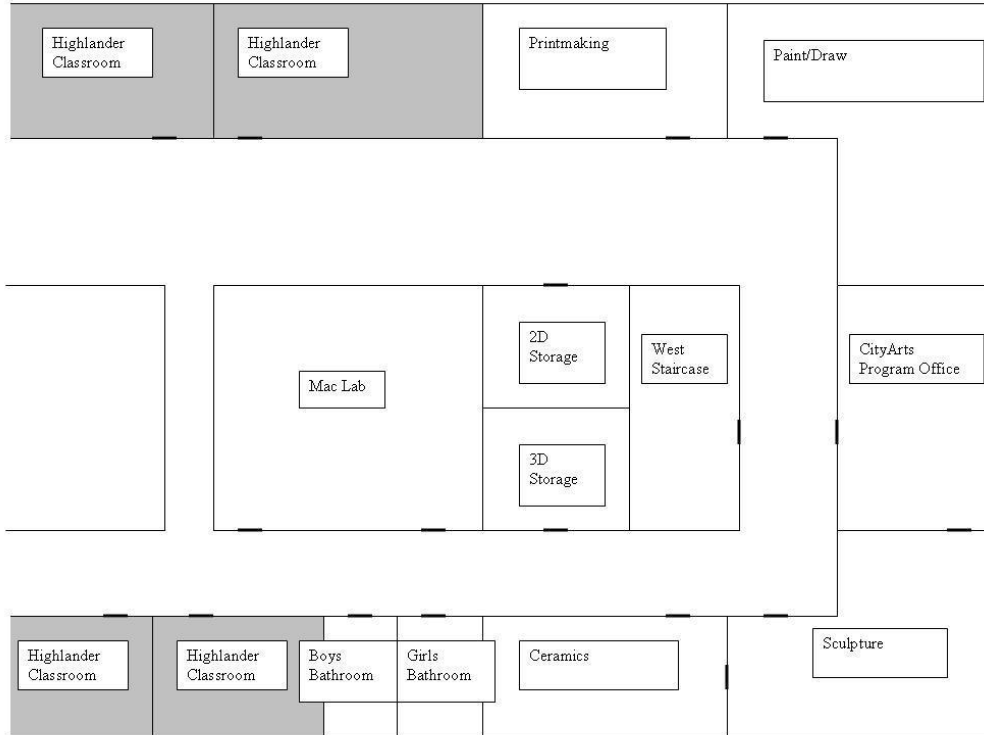 Highlander
Classroom
Highlander
Classroom
Printmaking
Paint/Draw
2D
Storage
West
Staircase
CityArts
Program Office
Mac Lab
3D
Storage
Highlander
Classroom
Highlander
Classroom
Boys
Bathroom
Girls
Bathroom
Ceramics
Sculpture